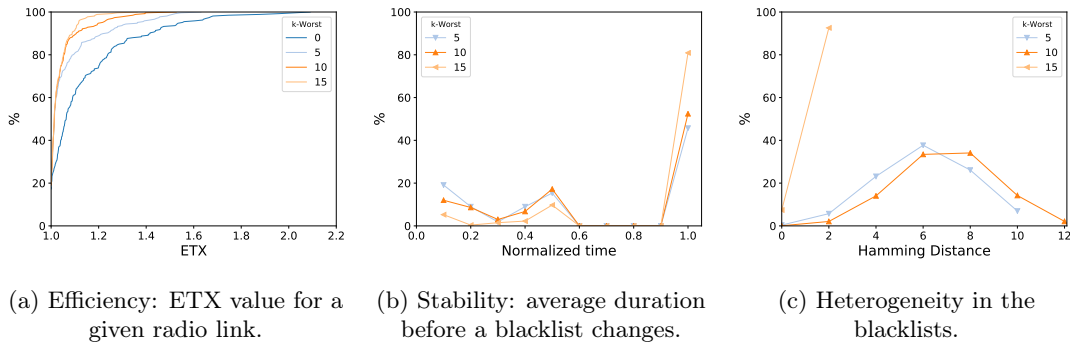 100
80
60
40
20
0
%
1.0 1.2 1.4 1.6 1.8 2.0 2.2
ETX
k-Worst
0
5
10
15
100
80
60
40
20
0
%
0.0 0.2 0.4 0.6 0.8 1.0
Normalized time
k-Worst
5
10
15
100
80
60
40
20
0
%
0 2 4 6 8 10 12
Hamming Distance
k-Worst
5
10
15
(a) Efficiency: ETX value for a
given radio link.
(b) Stability: average duration
before a blacklist changes.
(c) Heterogeneity in the
blacklists.